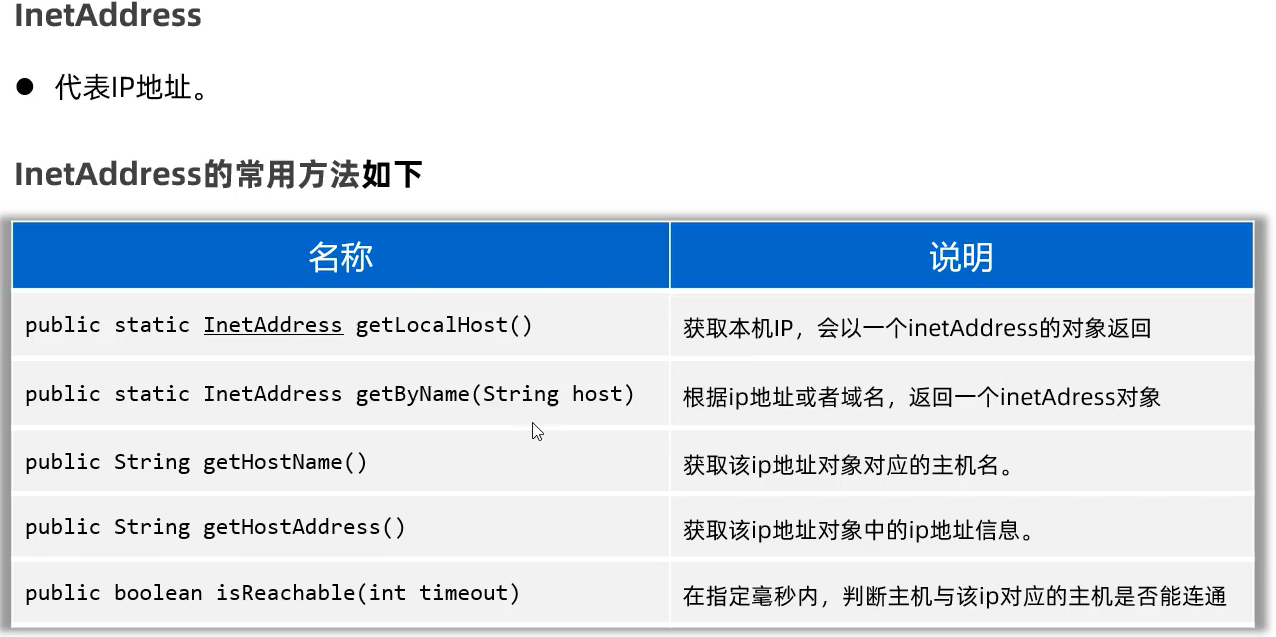 InetAddress
● 代表IP地址。
InetAddress的常用方法如下
名称 说明
public static InetAddress getLocalHost() 获取本机IP，会以一个inetAddress的对象返回
public static InetAddress getByName(String host) 根据ip地址或者域名，返回一个inetAdress对象
public String getHostName() 获取该ip地址对象对应的主机名。
public String getHostAddress() 获取该ip地址对象中的ip地址信息。
public boolean isReachable(int timeout) 在指定毫秒内，判断主机与该ip对应的主机是否能连通